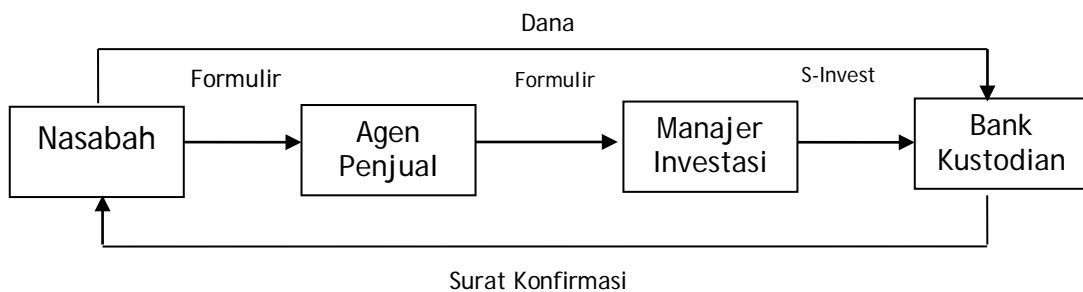 Dana
Formulir
Formulir
S-Invest
Nasabah
Agen
Penjual
Manajer
Investasi
Bank
Kustodian
Surat Konfirmasi